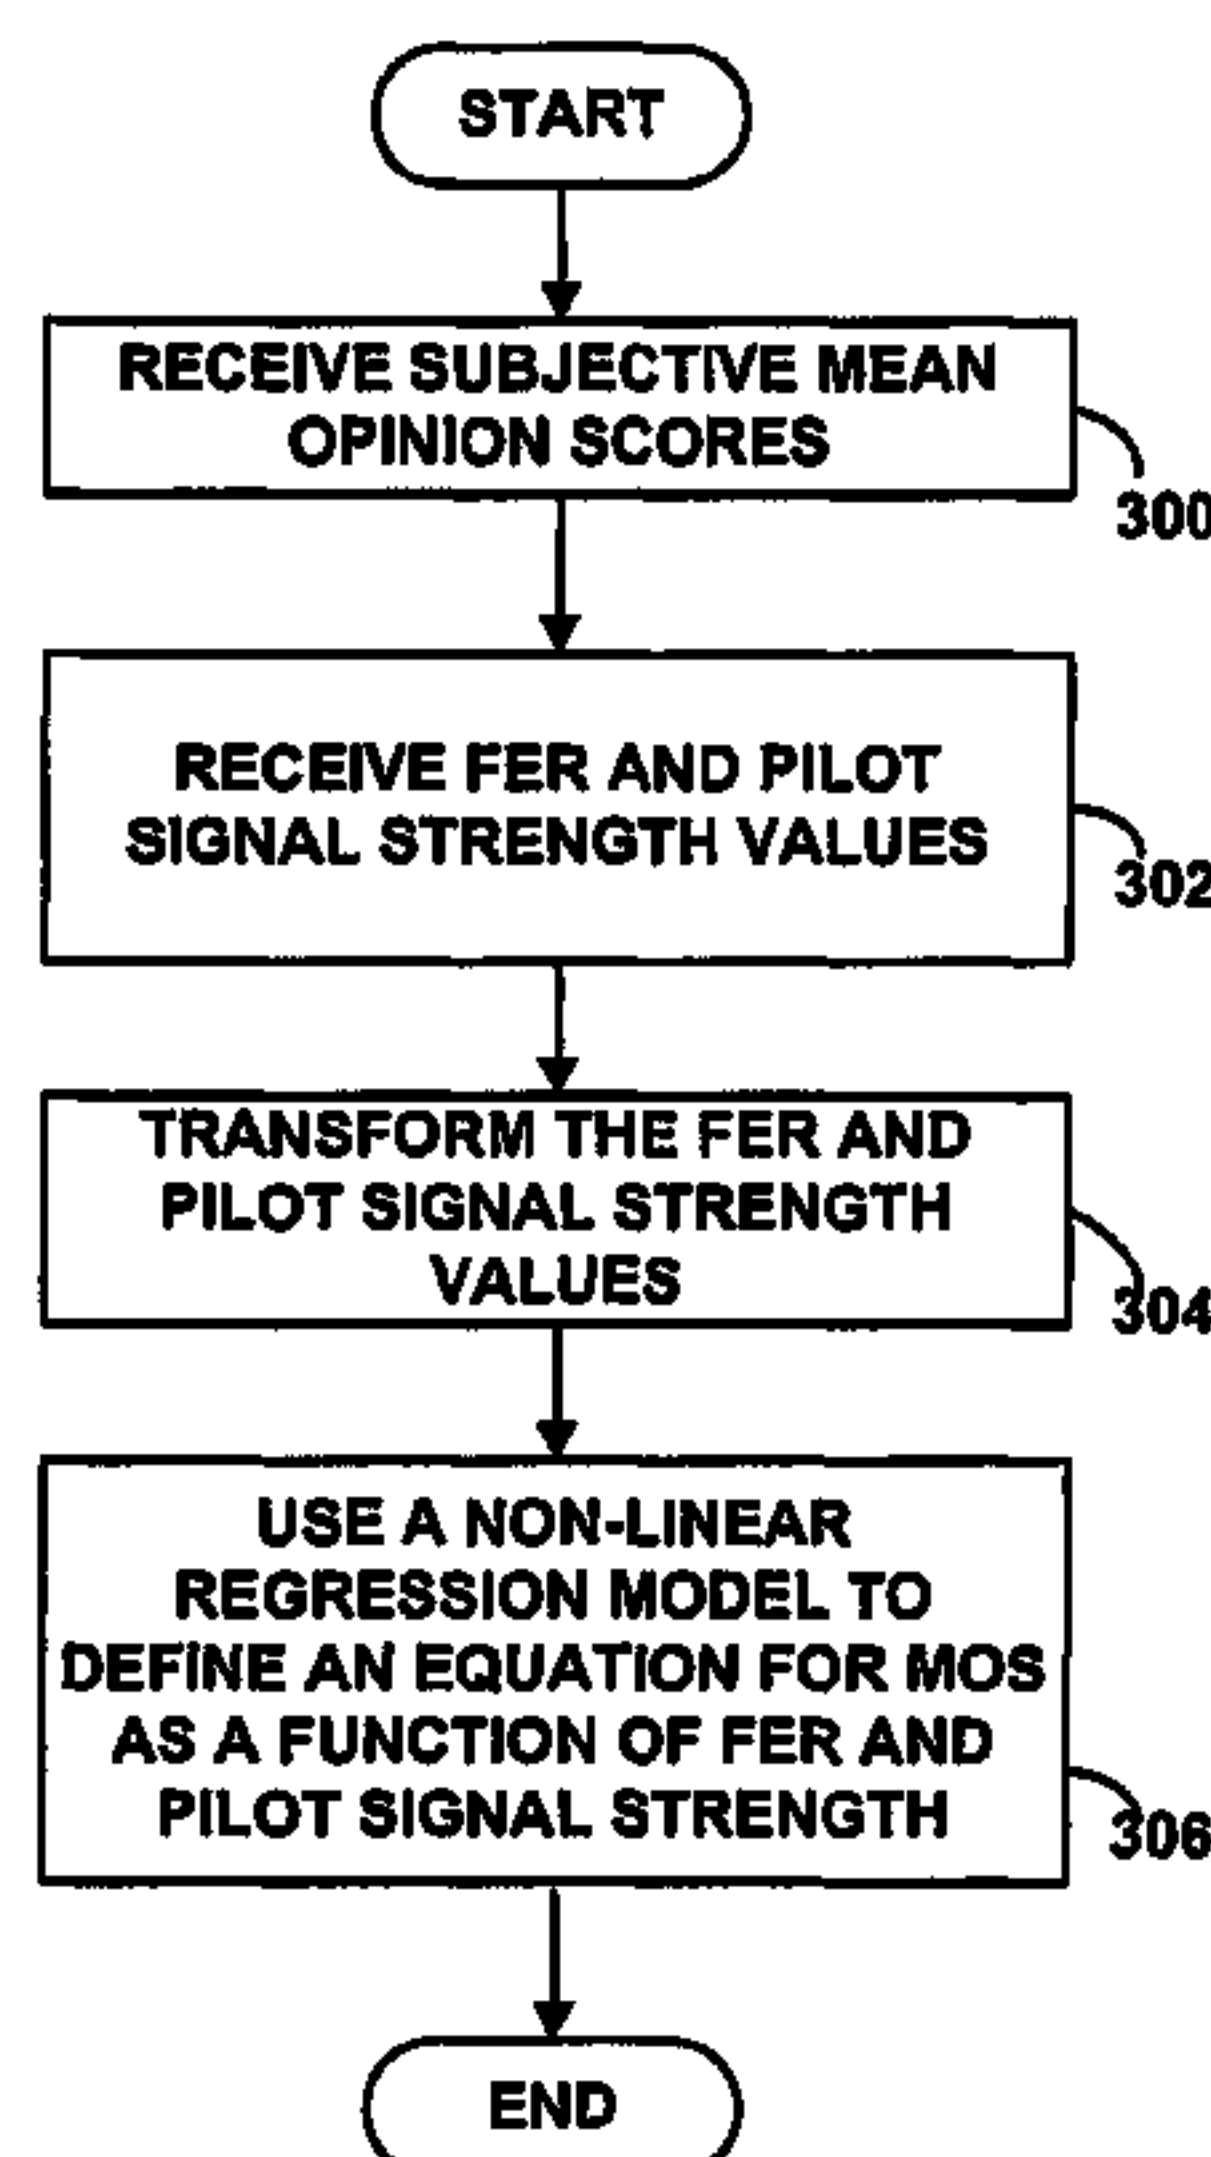 START
RECEIVE SUBJECTIVE MEAN
OPINION SCORES
300
RECEIVE FER AND PILOT
SIGNAL STRENGTH VALUES
302
TRANSFORM THE FER AND
PILOT SIGNAL STRENGTH
VALUES
304
USE A NON-LINEAR
REGRESSION MODEL TO
DEFINE AN EQUATION FOR MOS
AS A FUNCTION OF FER AND
PILOT SIGNAL STRENGTH
306
END